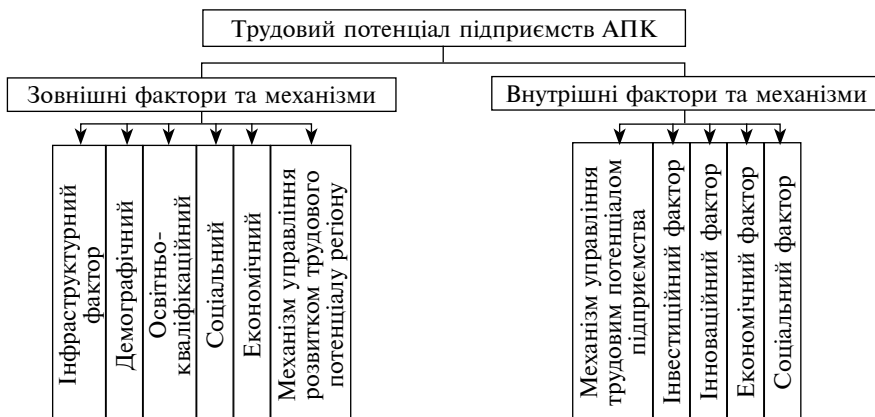 Трудовий потенціал підприємств АПК
Зовнішні фактори та механізми
Внутрішні фактори та механізми
Інфраструктурний
фактор
Демографічний
Освітньо-
кваліфікаційний
Соціальний
Економічний
Механізм управління
розвитком трудового
потенціалу регіону
Механізм управління
трудовим потенціалом
підприємства
Інвестиційний фактор
Інноваційний фактор
Економічний фактор
Соціальний фактор